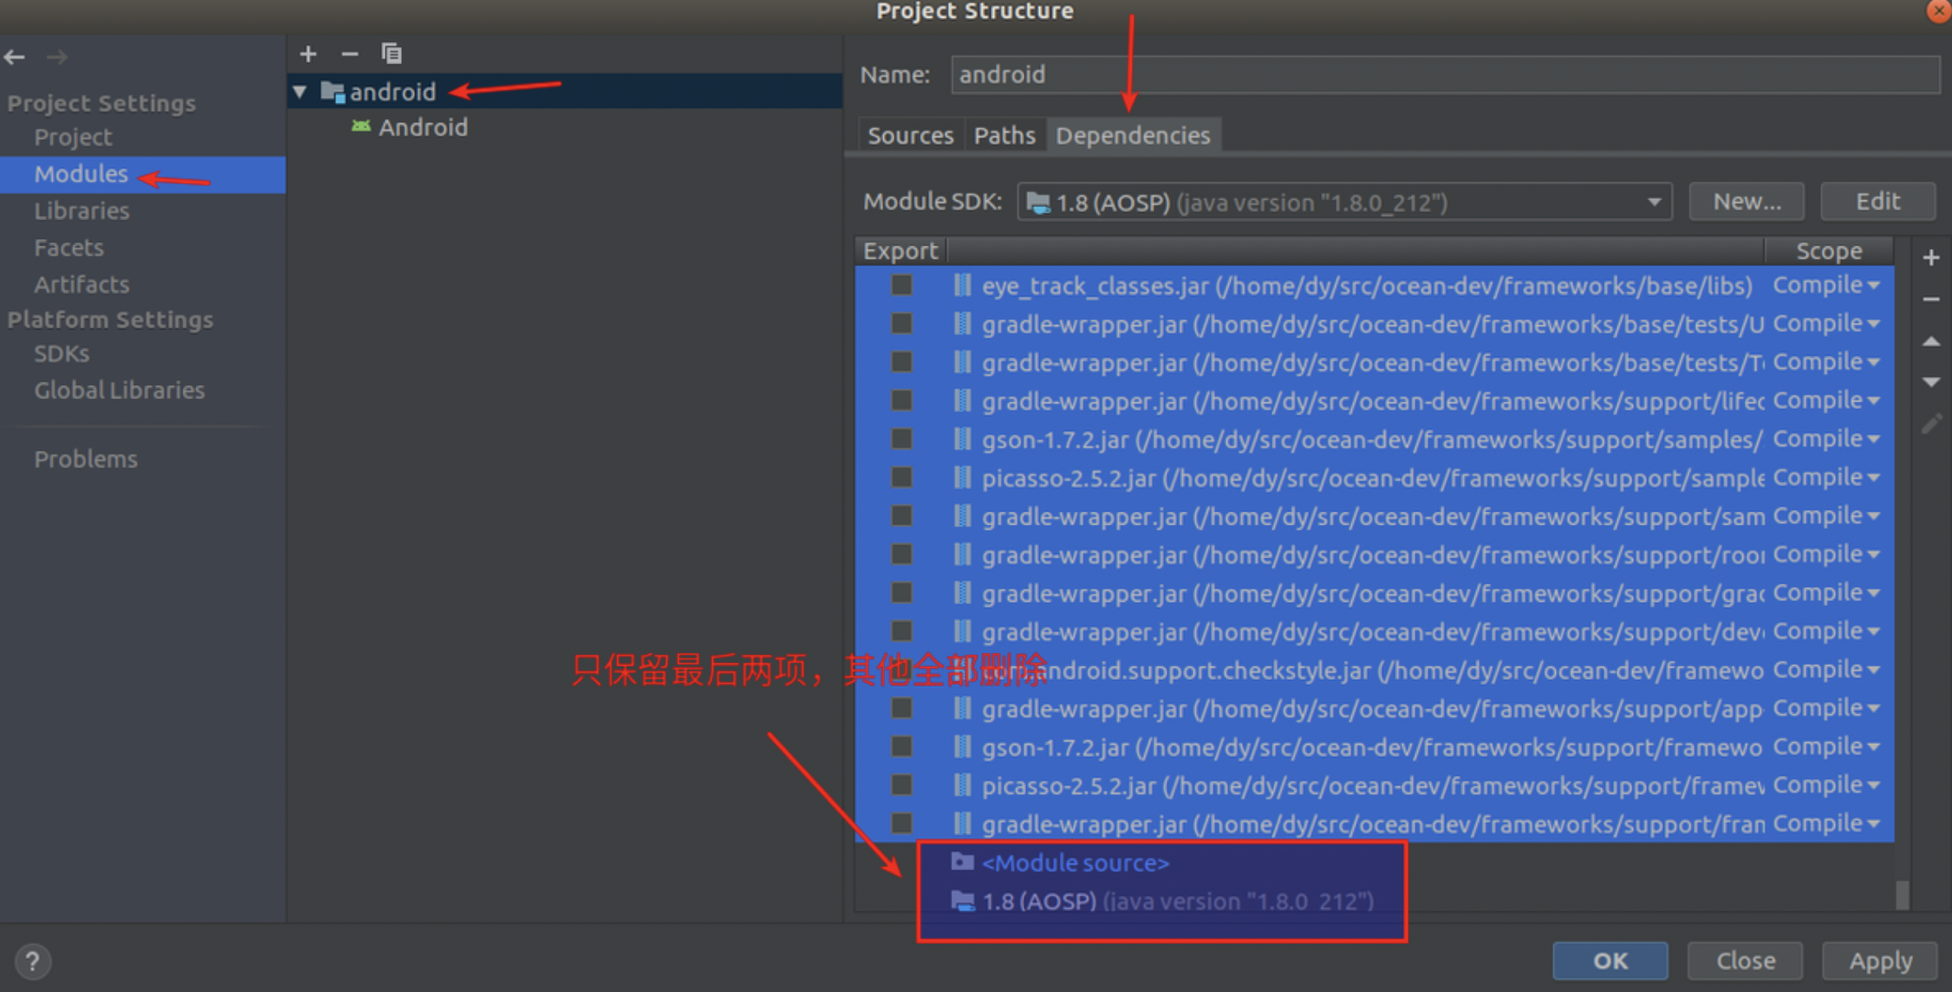 Project Structure
Project Settings
Project
Modules
Libraries
Facets
Artifacts
Platform Settings
SDKs
Global Libraries
Problems
android
Android
Name: android
Sources Paths Dependencies
Module SDK: 1.8 (AOSP) (java version "1.8.0_212") New... Edit
Export Scope
eye_track_classes.jar (/home/dy/src/ocean-dev/frameworks/base/libs) Compile
gradle-wrapper.jar (/home/dy/src/ocean-dev/frameworks/base/tests/U Compile
gradle-wrapper.jar (/home/dy/src/ocean-dev/frameworks/base/tests/T Compile
gradle-wrapper.jar (/home/dy/src/ocean-dev/frameworks/support/lifec Compile
gson-1.7.2.jar (/home/dy/src/ocean-dev/frameworks/support/samples/ Compile
picasso-2.5.2.jar (/home/dy/src/ocean-dev/frameworks/support/sample Compile
gradle-wrapper.jar (/home/dy/src/ocean-dev/frameworks/support/sam Compile
gradle-wrapper.jar (/home/dy/src/ocean-dev/frameworks/support/roo Compile
gradle-wrapper.jar (/home/dy/src/ocean-dev/frameworks/support/grac Compile
gradle-wrapper.jar (/home/dy/src/ocean-dev/frameworks/support/dev Compile
只保留最后两项，其他全部删除
android.support.checkstyle.jar (/home/dy/src/ocean-dev/framewo Compile
gradle-wrapper.jar (/home/dy/src/ocean-dev/frameworks/support/app Compile
gson-1.7.2.jar (/home/dy/src/ocean-dev/frameworks/support/framewo Compile
picasso-2.5.2.jar (/home/dy/src/ocean-dev/frameworks/support/framew Compile
gradle-wrapper.jar (/home/dy/src/ocean-dev/frameworks/support/fran Compile
<Module source>
1.8 (AOSP) (java version "1.8.0_212")
? OK Close Apply